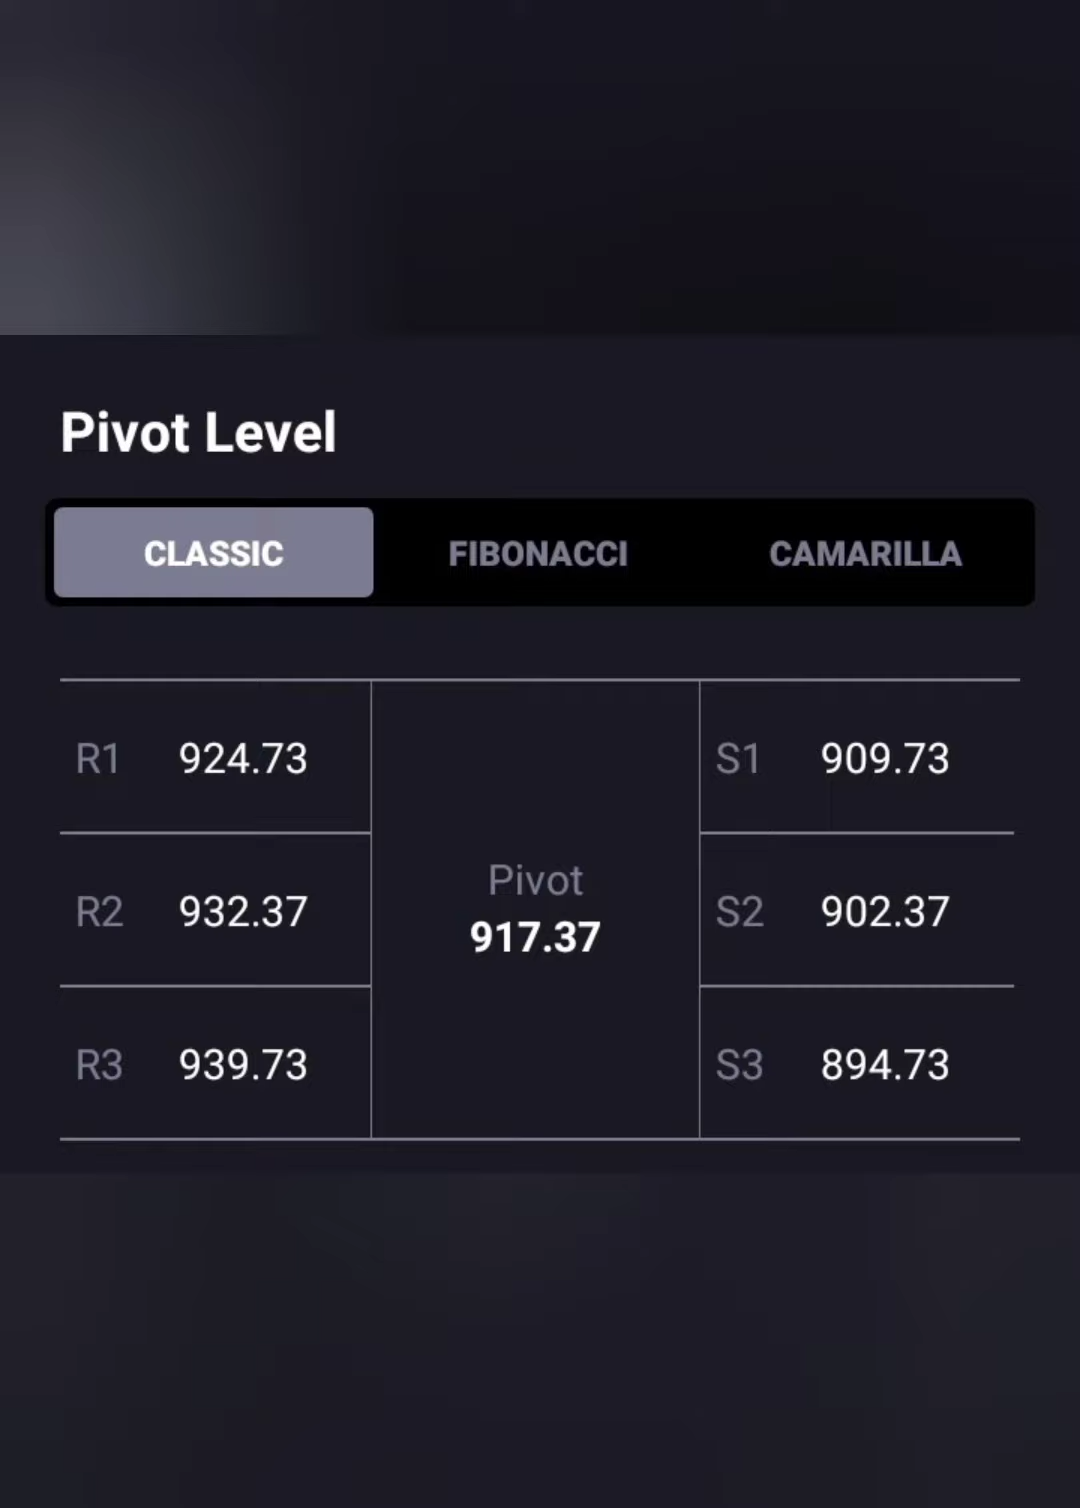 Pivot Level
CLASSIC FIBONACCI CAMARILLA
R1 924.73 S1 909.73
Pivot
R2 932.37 917.37 S2 902.37
R3 939.73 S3 894.73